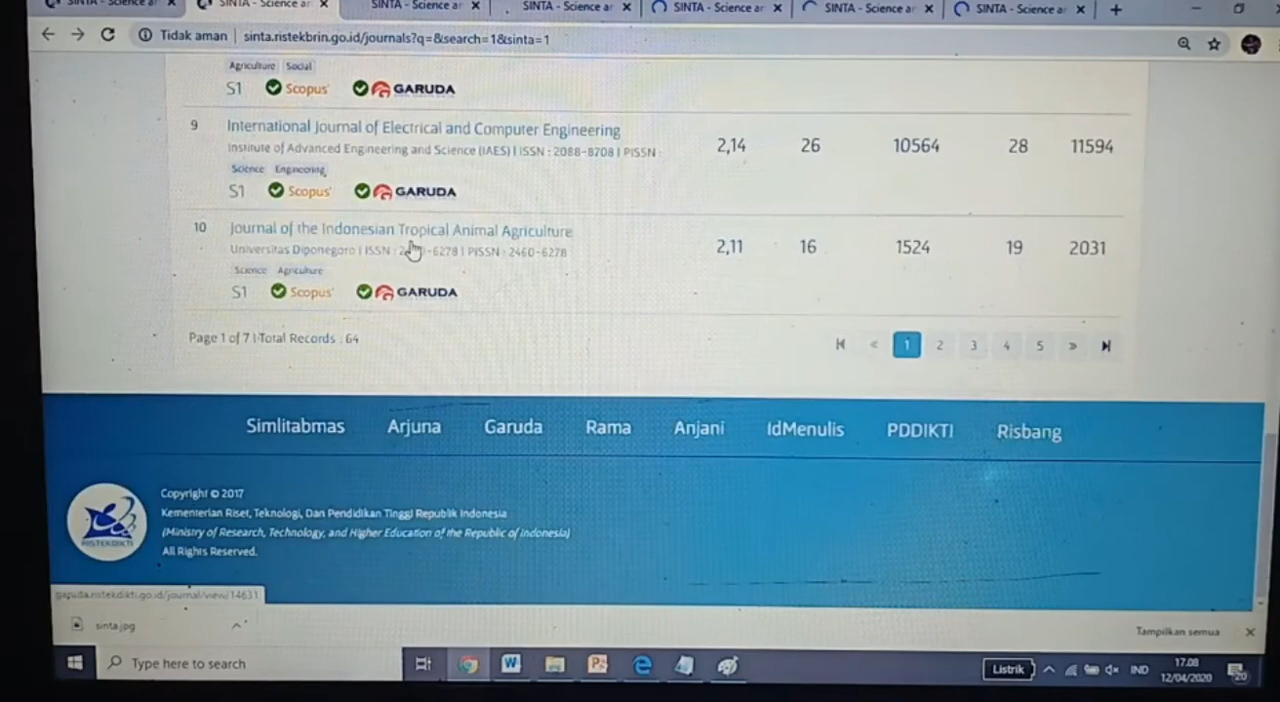 SINTA - Science ar
SINTA - Science ar
SINTA - Science ar
SINTA - Science ar
SINTA - Science ar
SINTA - Science ar
SINTA - Science ar
Tidak aman | sinta.ristekbrin.go.id/journals?q=&search=1&sinta=1
Agriculture Social
S1 Scopus' GARUDA
9 International Journal of Electrical and Computer Engineering 2,14 26 10564 28 11594
Institute of Advanced Engineering and Science (IAES) | ISSN : 2088-8708 | PISSN :
Science Engineering
S1 Scopus' GARUDA
10 Journal of the Indonesian Tropical Animal Agriculture 2,11 16 1524 19 2031
Universitas Diponegoro | ISSN : -6278 | PISSN : 2460-6278
Science Agriculture
S1 Scopus' GARUDA
Page 1 of 7 | Total Records : 64
1 2 3 4 5
Simlitabmas Arjuna Garuda Rama Anjani IdMenulis PDDIKTI Risbang
Copyright © 2017
Kementerian Riset, Teknologi, Dan Pendidikan Tinggi Republik Indonesia
(Ministry of Research, Technology, and Higher Education of the Republic of Indonesia)
All Rights Reserved.
RISTEKDIKTI
garuda.ristekdikti.go.id/journal/view/14631
sinta.jpg
Tampilkan semua
Type here to search
Listrik
IND
17.08
12/04/2020
20